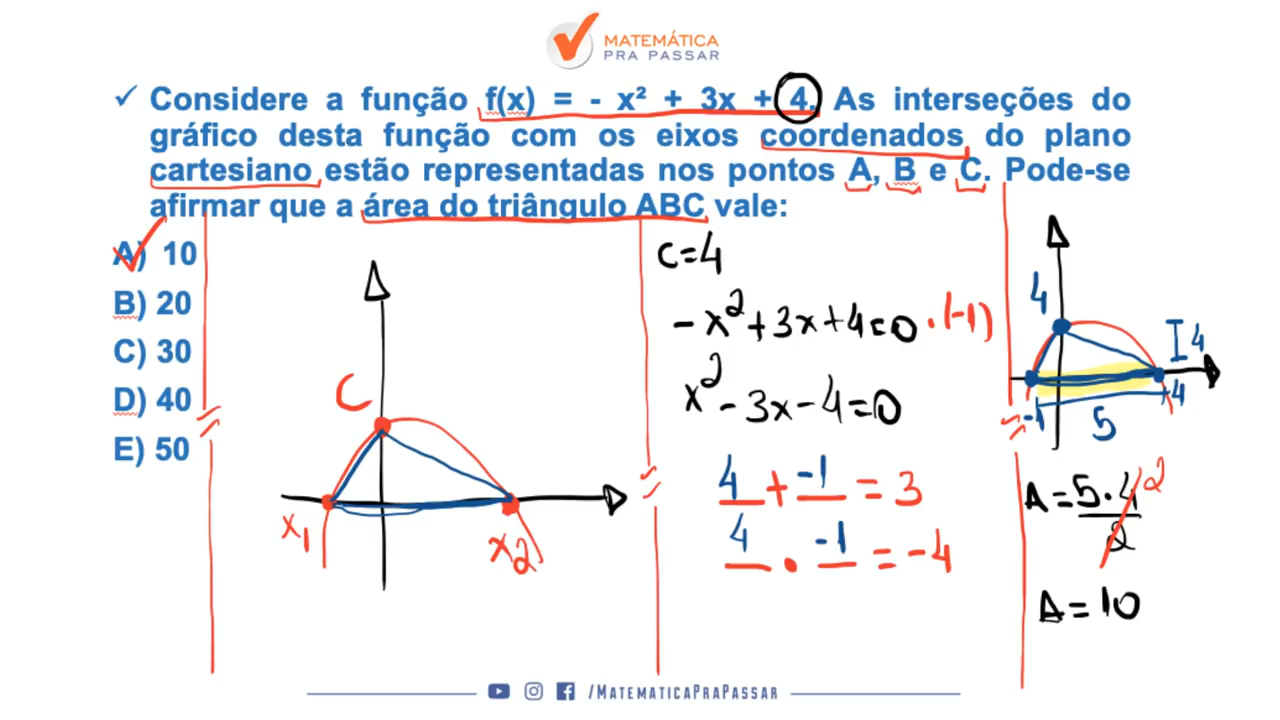 MATEMÁTICA
PRA PASSAR
✓ Considere a função f(x) = - x² + 3x + 4. As interseções do
gráfico desta função com os eixos coordenados do plano
cartesiano estão representadas nos pontos A, B e C. Pode-se
afirmar que a área do triângulo ABC vale:
A) 10
B) 20
C) 30
D) 40
E) 50
C
x1
x2
C=4
-x²+3x+4=0 .(-1)
x²-3x-4=0
4 + -1 = 3
4 . -1 = -4
4
4
-1
+4
5
A=5.4/2
2
A=10
/MatematicaPraPassar